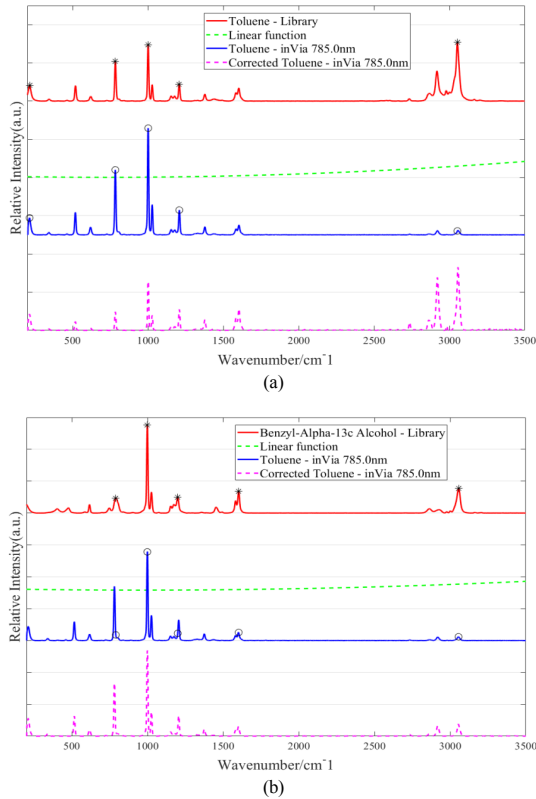 Toluene - Library
Linear function
Toluene - inVia 785.0nm
Corrected Toluene - inVia 785.0nm
Relative Intensity(a.u.)
500 1000 1500 2000 2500 3000 3500
Wavenumber/cm^-1
(a)
Benzyl-Alpha-13c Alcohol - Library
Linear function
Toluene - inVia 785.0nm
Corrected Toluene - inVia 785.0nm
Relative Intensity(a.u.)
500 1000 1500 2000 2500 3000 3500
Wavenumber/cm^-1
(b)